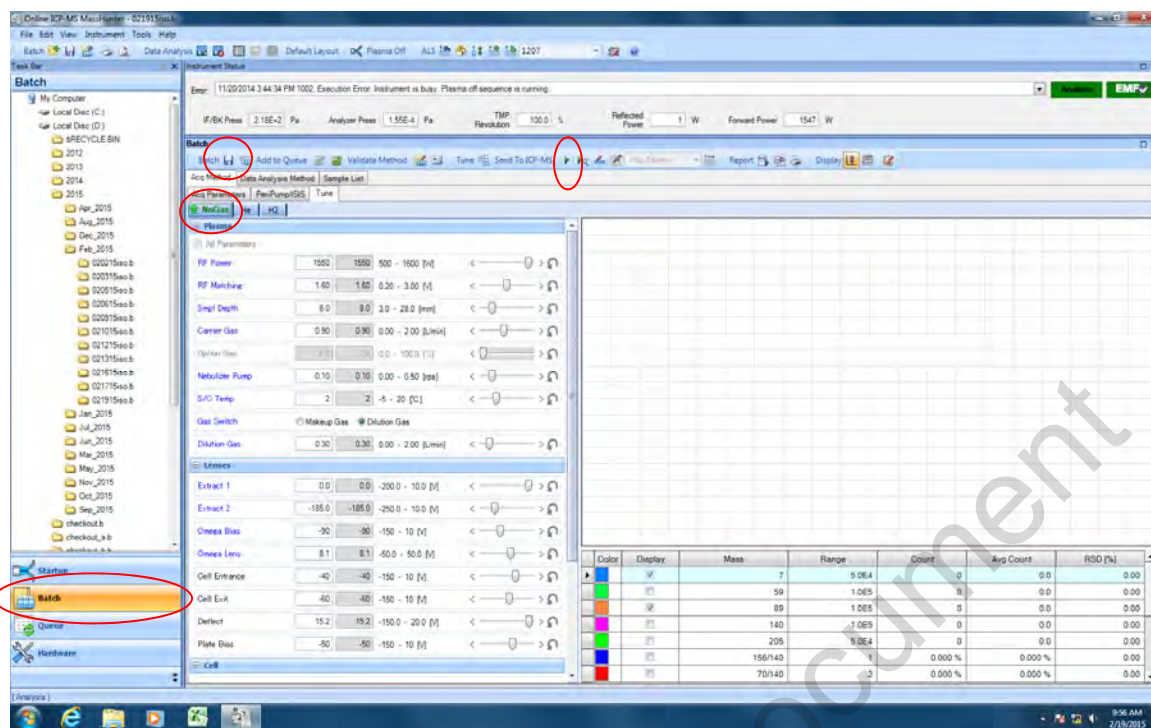 Online ICP-MS MassHunter - 021915iso.b
File Edit View Instrument Tools Help
Batch Data Analysis Default Layout Plasma Off ALS 1207
Task Bar
Instrument Status
Batch
My Computer
Local Disc (C:)
Local Disc (D:)
$RECYCLE.BIN
2012
2013
2014
2015
Apr_2015
Aug_2015
Dec_2015
Feb_2015
020215iso.b
020315iso.b
020515iso.b
020615iso.b
020915iso.b
021015iso.b
021215iso.b
021315iso.b
021615iso.b
021715iso.b
021915iso.b
Jan_2015
Jul_2015
Jun_2015
Mar_2015
May_2015
Nov_2015
Oct_2015
Sep_2015
checkout.b
checkout_a.b
Startup
Batch
Queue
Hardware
Error: 11/20/2014 3:44:34 PM 1002, Execution Error. Instrument is busy. Plasma off sequence is running.
EMF
IF/BK Press 2.18E+2 Pa Analyzer Press 1.55E-4 Pa TMP Revolution 100.0 % Reflected Power 1 W Forward Power 1547 W
Batch
Batch Add to Queue Validate Method Tune Send To ICP-MS Report Display
Acq Method Data Analysis Method Sample List
Acq Parameters PeriPump/ISIS Tune
NoGas He H2
Plasma
All Parameters
RF Power 1550 1550 500 - 1600 [W]
RF Matching 1.60 1.60 0.20 - 3.00 [V]
Smpl Depth 8.0 8.0 3.0 - 28.0 [mm]
Carrier Gas 0.90 0.90 0.00 - 2.00 [L/min]
Option Gas 0.0 - 100.0 [%]
Nebulizer Pump 0.10 0.10 0.00 - 0.50 [rps]
S/C Temp 2 2 -5 - 20 [°C]
Gas Switch Makeup Gas Dilution Gas
Dilution Gas 0.30 0.30 0.00 - 2.00 [L/min]
Lenses
Extract 1 0.0 0.0 -200.0 - 10.0 [V]
Extract 2 -185.0 -185.0 -250.0 - 10.0 [V]
Omega Bias -90 -90 -150 - 10 [V]
Omega Lens 8.1 8.1 -50.0 - 50.0 [V]
Cell Entrance -40 -40 -150 - 10 [V]
Cell Exit -60 -60 -150 - 10 [V]
Deflect 15.2 15.2 -150.0 - 20.0 [V]
Plate Bias -50 -50 -150 - 10 [V]
Cell
Color Display Mass Range Count Avg Count RSD [%]
7 5.0E4 0 0.0 0.00
59 1.0E5 0 0.0 0.00
89 1.0E5 0 0.0 0.00
140 1.0E5 0 0.0 0.00
205 5.0E4 0 0.0 0.00
156/140 1 0.000 % 0.000 % 0.00
70/140 2 0.000 % 0.000 % 0.00
(Analysis)
9:56 AM
2/19/2015
ocument